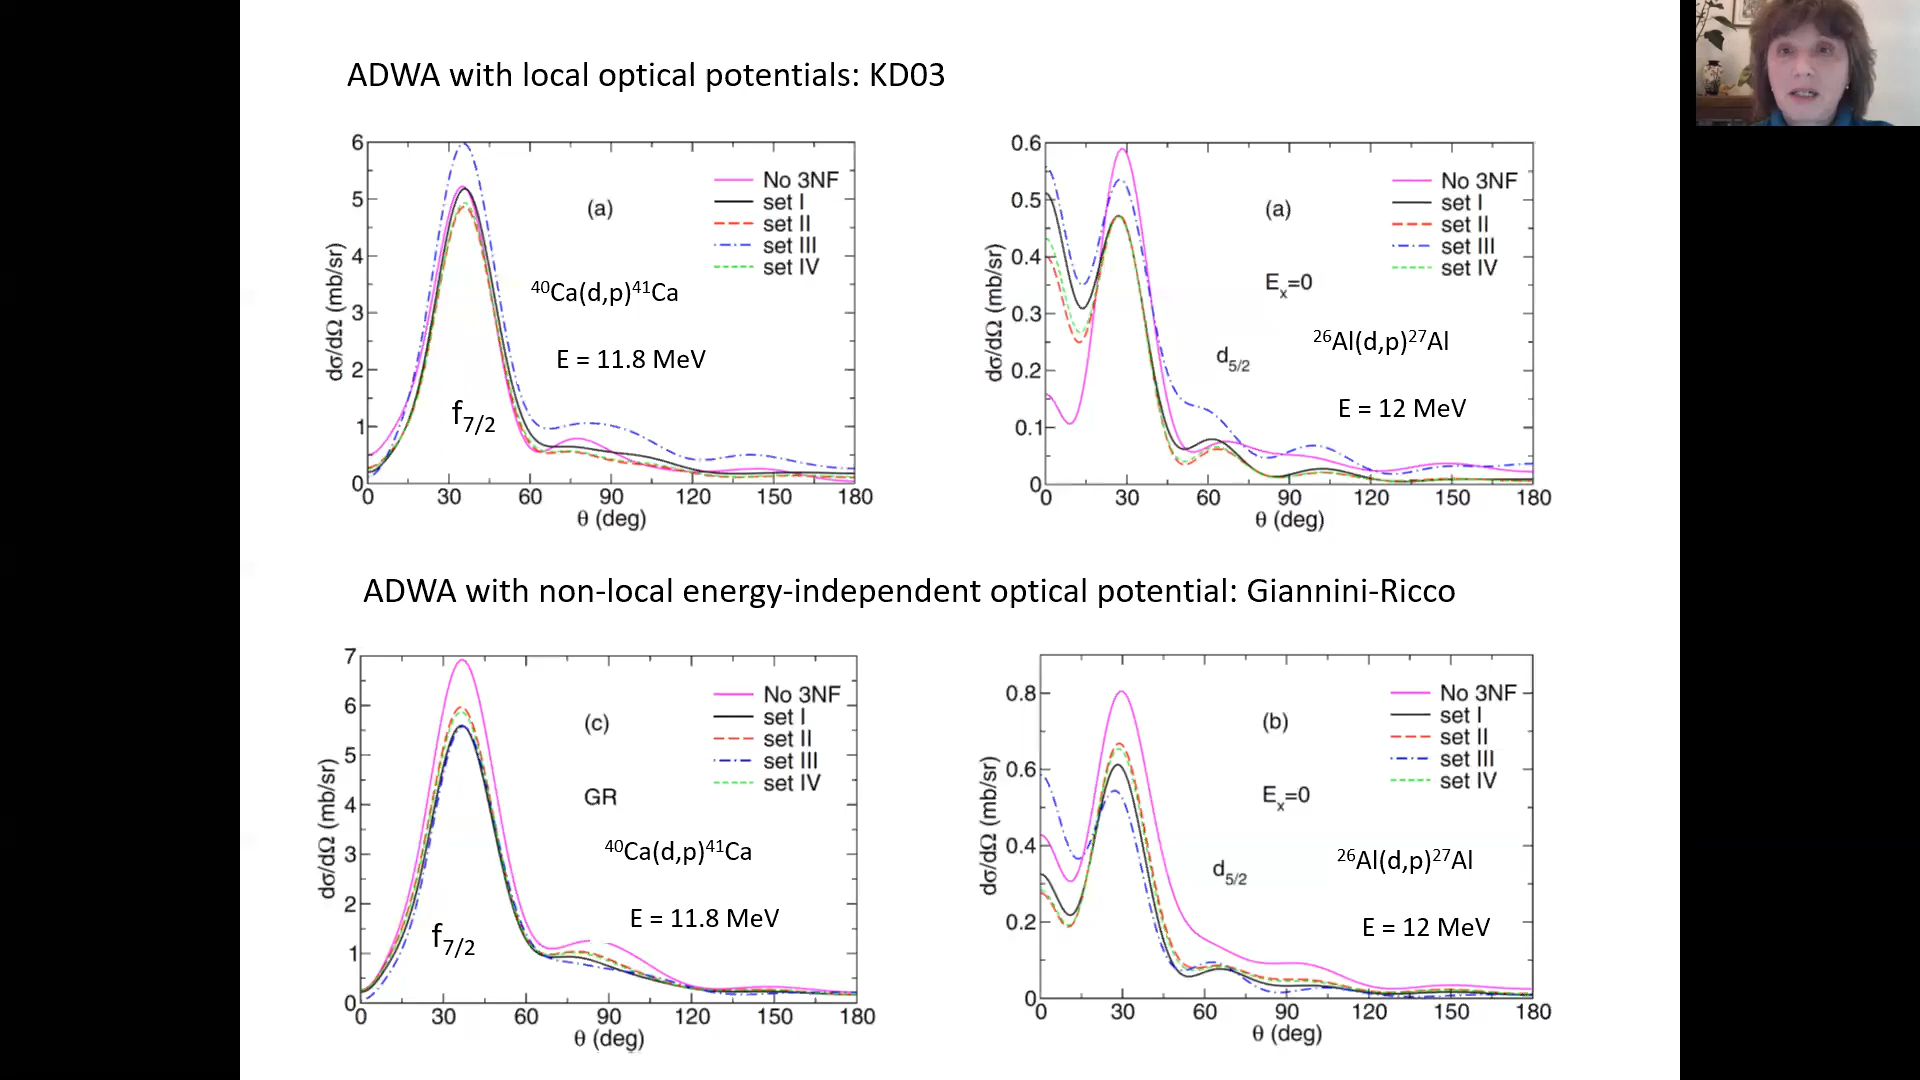 ADWA with local optical potentials: KD03
6
5
4
3
2
1
0
0 30 60 90 120 150 180
dσ/dΩ (mb/sr)
θ (deg)
(a)
No 3NF
set I
set II
set III
set IV
⁴⁰Ca(d,p)⁴¹Ca
E = 11.8 MeV
f7/2
0.6
0.5
0.4
0.3
0.2
0.1
0
0 30 60 90 120 150 180
dσ/dΩ (mb/sr)
θ (deg)
(a)
No 3NF
set I
set II
set III
set IV
Ex=0
²⁶Al(d,p)²⁷Al
d5/2
E = 12 MeV
ADWA with non-local energy-independent optical potential: Giannini-Ricco
7
6
5
4
3
2
1
0
0 30 60 90 120 150 180
dσ/dΩ (mb/sr)
θ (deg)
(c)
No 3NF
set I
set II
set III
set IV
GR
⁴⁰Ca(d,p)⁴¹Ca
E = 11.8 MeV
f7/2
0.8
0.6
0.4
0.2
0
0 30 60 90 120 150 180
dσ/dΩ (mb/sr)
θ (deg)
(b)
No 3NF
set I
set II
set III
set IV
Ex=0
²⁶Al(d,p)²⁷Al
d5/2
E = 12 MeV